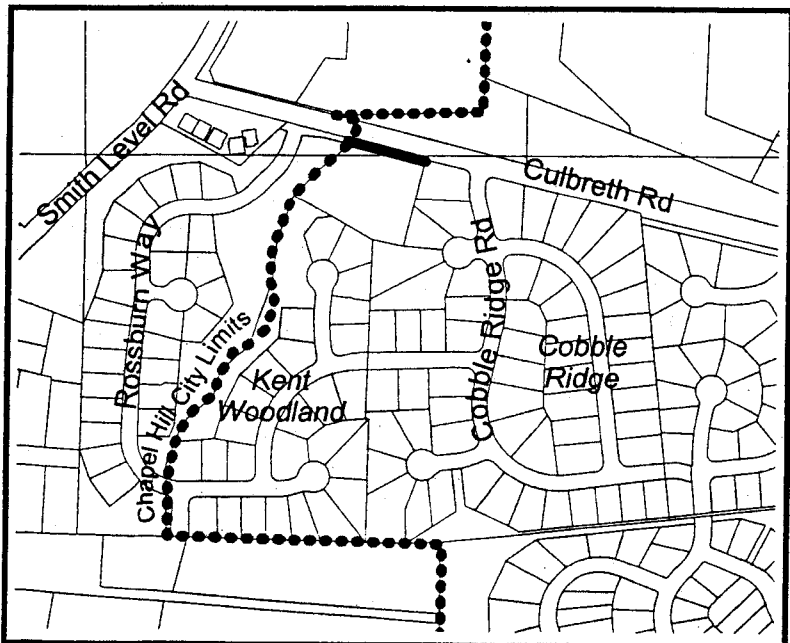 Smith Level Rd
Culbreth Rd
Rossburn Way
Chapel Hill City Limits
Kent
Woodland
Cobble Ridge Rd
Cobble
Ridge